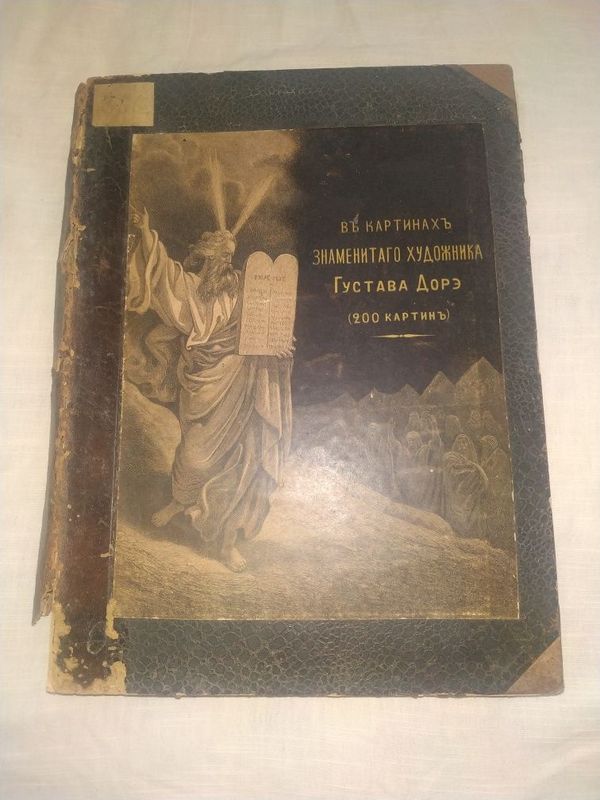 ВЪ КАРТИНАХЪ
ЗНАМЕНИТАГО ХУДОЖНИКА
ГУСТАВА ДОРЭ
(200 КАРТИНЪ)